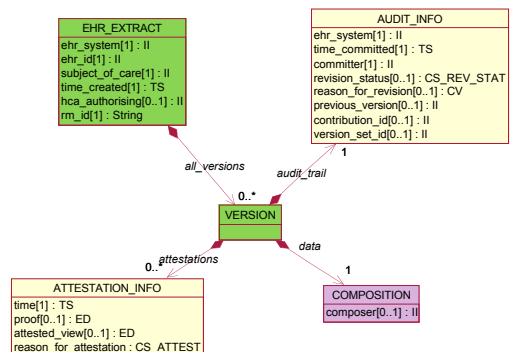 EHR_EXTRACT
ehr_system[1] : II
ehr_id[1] : II
subject_of_care[1] : II
time_created[1] : TS
hca_authorising[0..1] : II
rm_id[1] : String
AUDIT_INFO
ehr_system[1] : II
time_committed[1] : TS
committer[1] : II
revision_status[0..1] : CS_REV_STAT
reason_for_revision[0..1] : CV
previous_version[0..1] : II
contribution_id[0..1] : II
version_set_id[0..1] : II
all_versions
audit_trail
1
0..*
VERSION
attestations
data
0..*
1
ATTESTATION_INFO
time[1] : TS
proof[0..1] : ED
attested_view[0..1] : ED
reason_for_attestation : CS_ATTEST
COMPOSITION
composer[0..1] : II